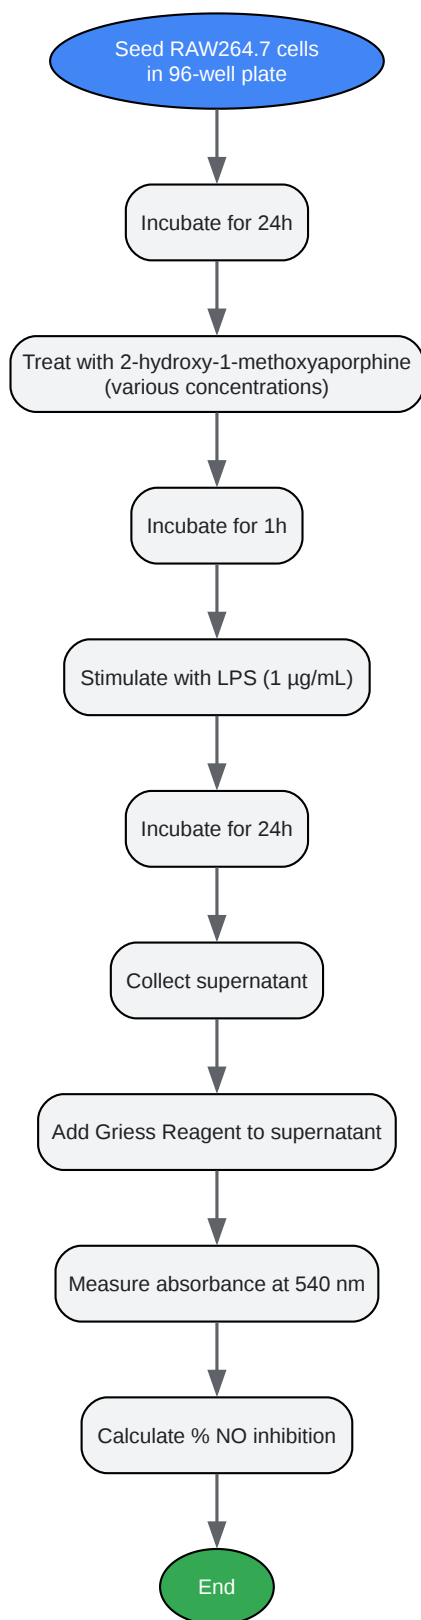 Seed RAW264.7 cells
in 96-well plate
Incubate for 24h
Treat with 2-hydroxy-1-methoxyaporphine
(various concentrations)
Incubate for 1h
Stimulate with LPS (1 µg/mL)
Incubate for 24h
Collect supernatant
Add Griess Reagent to supernatant
Measure absorbance at 540 nm
Calculate % NO inhibition
End